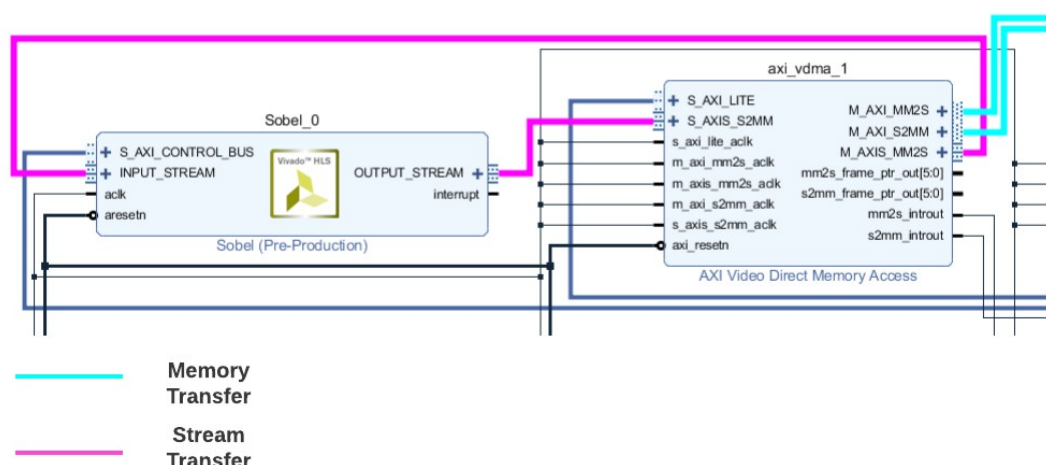 axi_vdma_1
S_AXI_LITE
S_AXIS_S2MM
s_axi_lite_aclk
m_axi_mm2s_aclk
m_axis_mm2s_aclk
m_axi_s2mm_aclk
s_axis_s2mm_aclk
axi_resetn
M_AXI_MM2S
M_AXI_S2MM
M_AXIS_MM2S
mm2s_frame_ptr_out[5:0]
s2mm_frame_ptr_out[5:0]
mm2s_introut
s2mm_introut
AXI Video Direct Memory Access
Sobel_0
S_AXI_CONTROL_BUS
INPUT_STREAM
aclk
aresetn
Vivado™ HLS
OUTPUT_STREAM
interrupt
Sobel (Pre-Production)
Memory
Transfer
Stream
Transfer